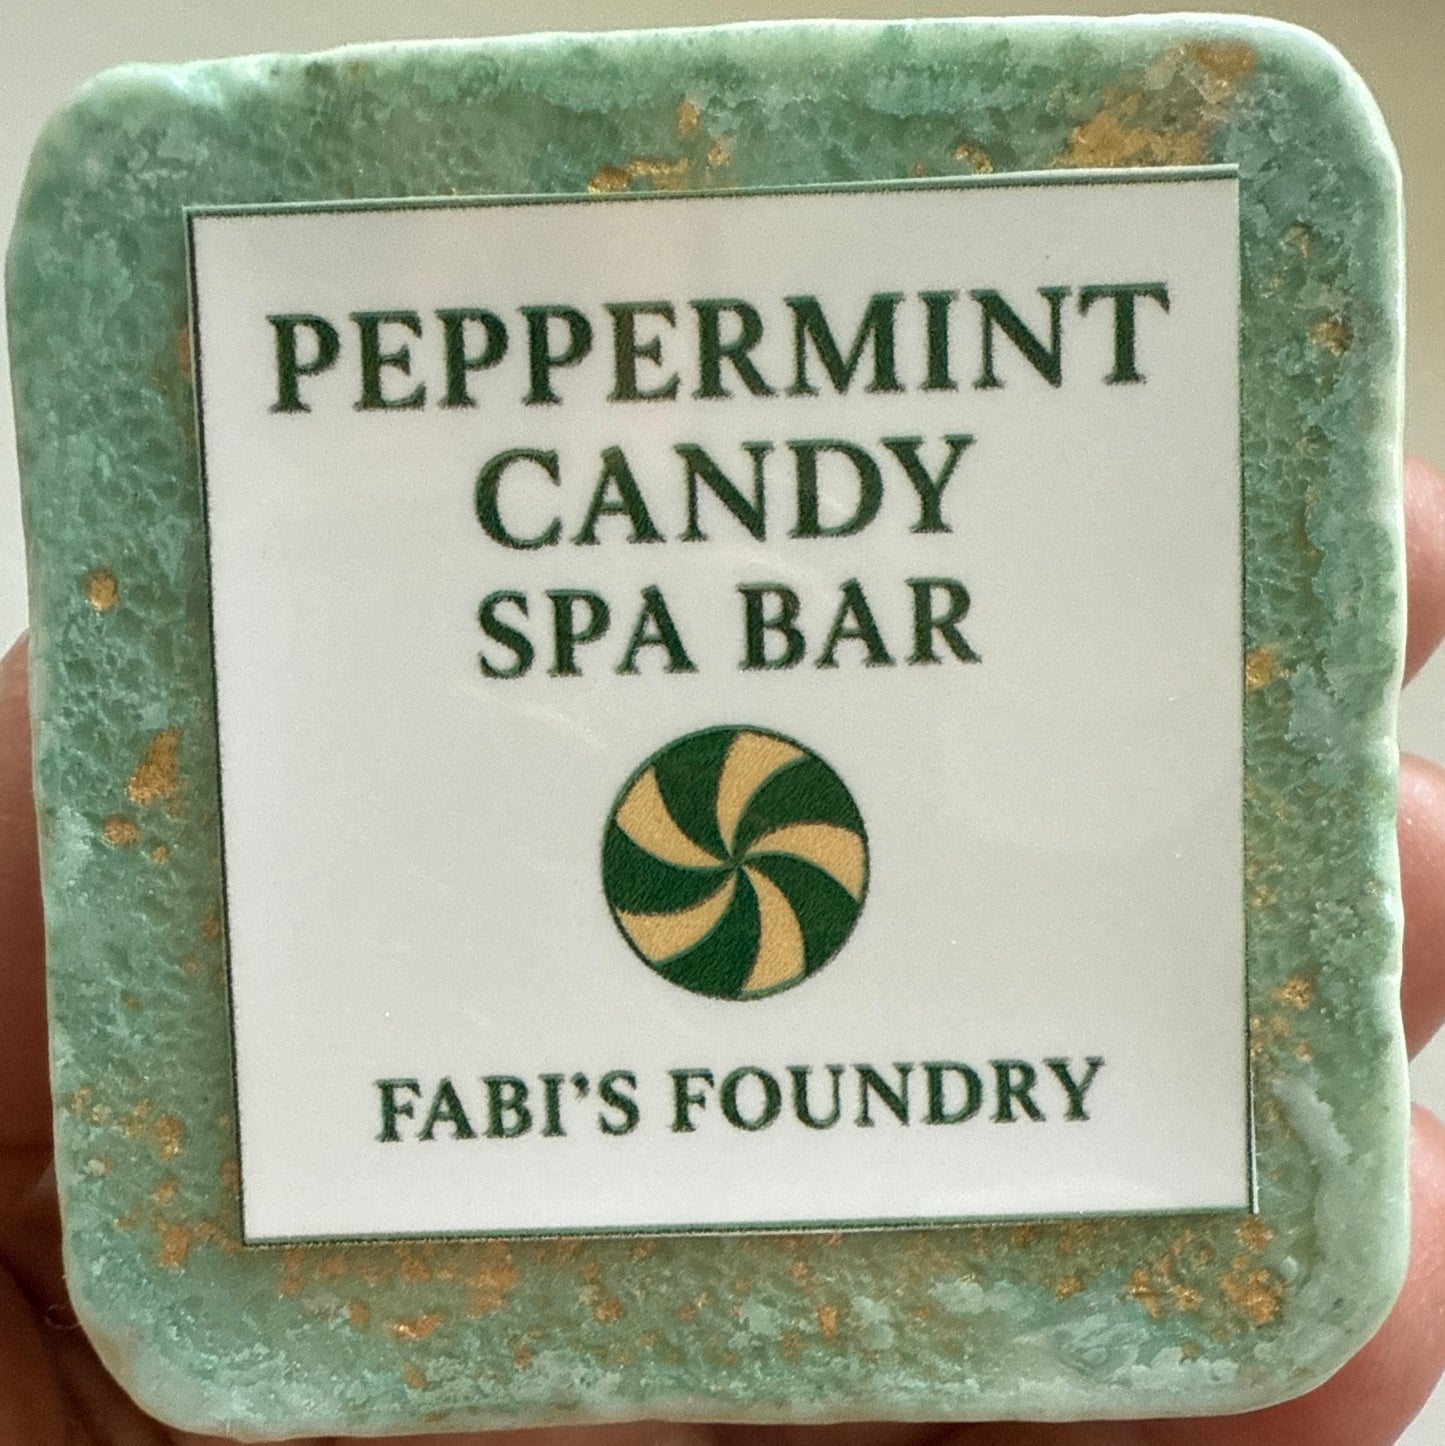 PEPPERMINT
CANDY
SPA BAR
FABI'S FOUNDRY